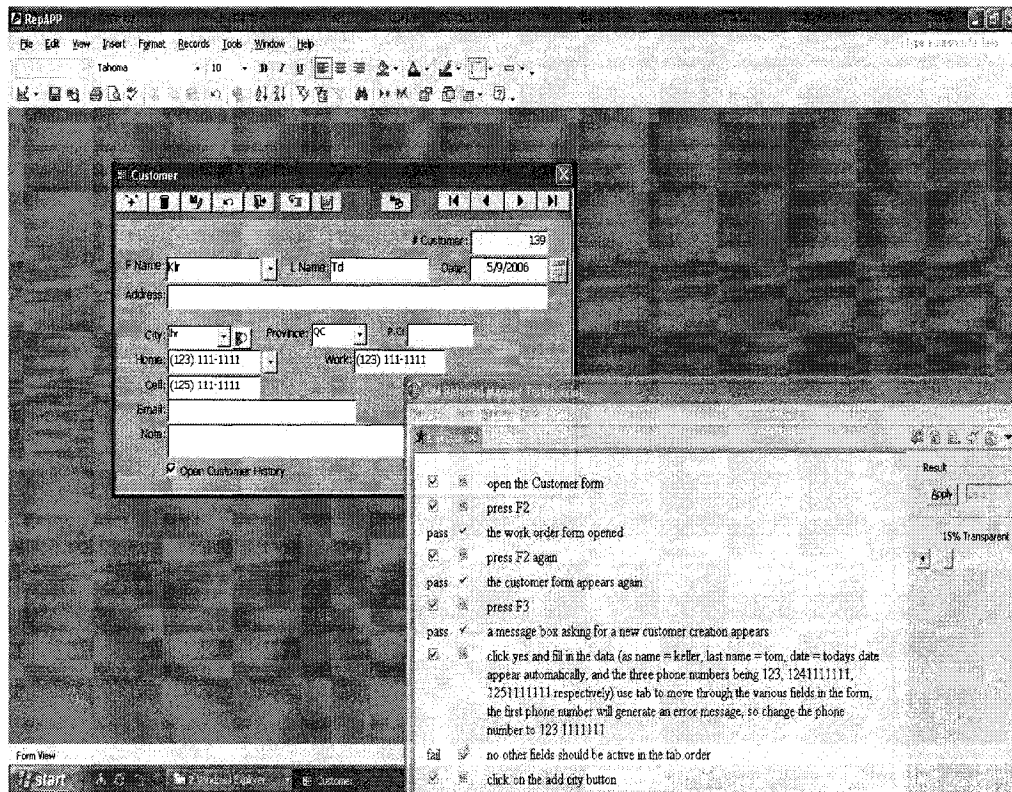 RepAPP
File Edit View Insert Format Records Tools Window Help
Tahoma 10 B I U
Customer
# Customer: 139
F Name: Klr L Name: Td Date: 5/9/2006
Address:
City: Province: QC P.O:
Home: (123) 111-1111 Work: (123) 111-1111
Cell: (125) 111-1111
Email:
Note:
Open Customer History
Result
open the Customer form
Apply
press F2
pass the work order form opened
15% Transparent
press F2 again
pass the customer form appears again
press F3
pass a message box asking for a new customer creation appears
click yes and fill in the data (as name = keller, last name = tom, date = todays date
appear automatically, and the three phone numbers being 123, 1241111111,
1251111111 respectively) use tab to move through the various fields in the form,
the first phone number will generate an error message, so change the phone
number to 123 1111111
fail no other fields should be active in the tab order
click on the add city button
Form View
start 2 Windows Explorer Customer